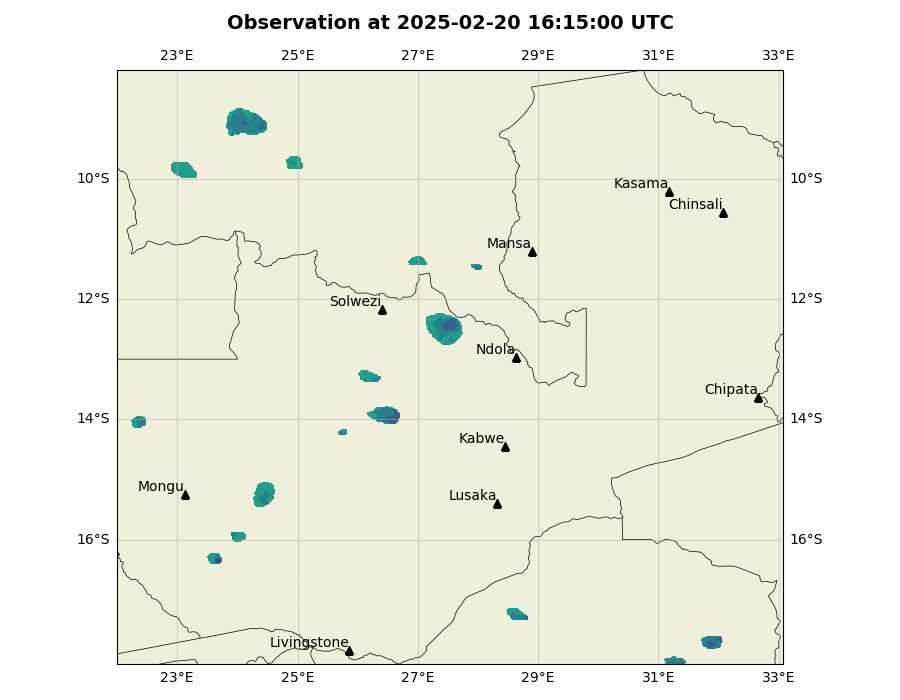 Observation at 2025-02-20 16:15:00 UTC
23°E 25°E 27°E 29°E 31°E 33°E
10°S 10°S
Kasama
Chinsali
Mansa
12°S 12°S
Solwezi
Ndola
Chipata
14°S 14°S
Kabwe
Mongu
Lusaka
16°S 16°S
Livingstone
23°E 25°E 27°E 29°E 31°E 33°E